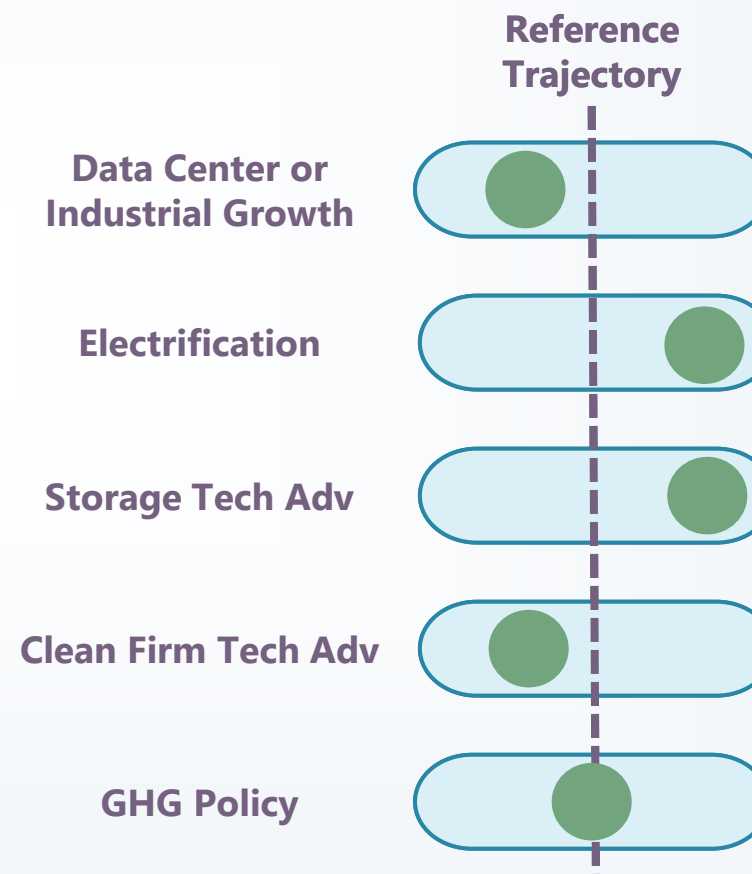 Reference
Trajectory
Data Center or
Industrial Growth
Electrification
Storage Tech Adv
Clean Firm Tech Adv
GHG Policy